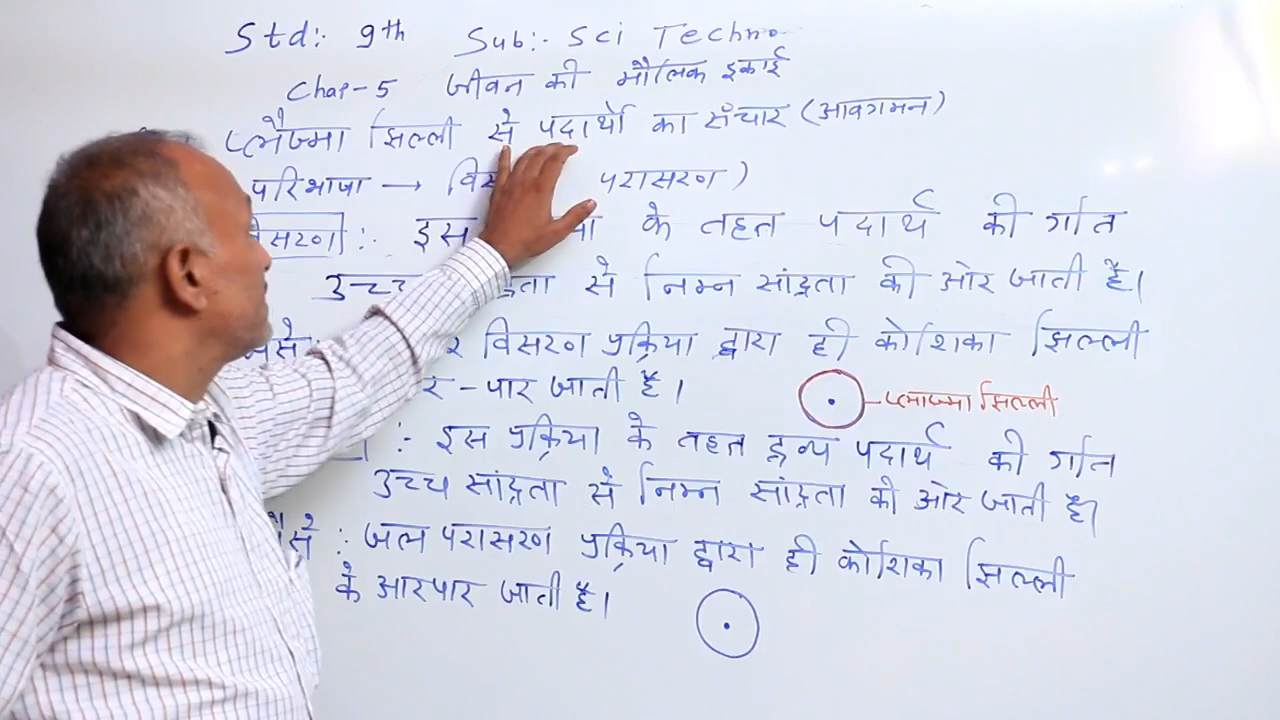 Std:- 9th Sub:- Sci Techno
Chap-5 जीवन की मौलिक इकाई
प्लैज्मा झिल्ली से पदार्थो का संचार (आवागमन)
परिभाषा → परासरण)
इस के तहत पदार्थ की गति
उच्च से निम्न सांद्रता की ओर जाती है।
विसरण प्रक्रिया द्वारा ही कोशिका झिल्ली
-पार जाती है।
प्लाज्मा झिल्ली
:- इस प्रक्रिया के तहत द्रव्य पदार्थ की गति
उच्च सांद्रता से निम्न सांद्रता की ओर जाती है।
: जल परासरण प्रक्रिया द्वारा ही कोशिका झिल्ली
के आरपार जाती है।